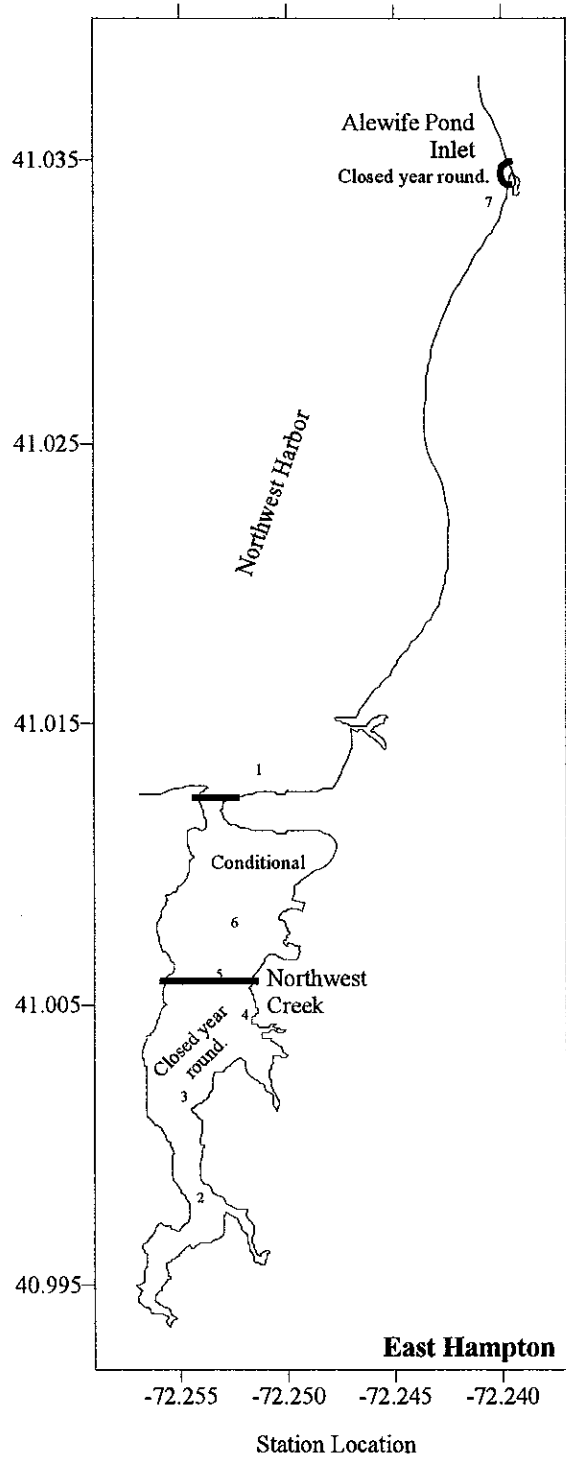 Alewife Pond
Inlet
41.035
Closed year round.
7
41.025
Northwest Harbor
41.015
1
Conditional
6
5
Northwest
Creek
41.005
4
Closed year
round.
3
2
40.995
East Hampton
-72.255
-72.250
-72.245
-72.240
Station Location